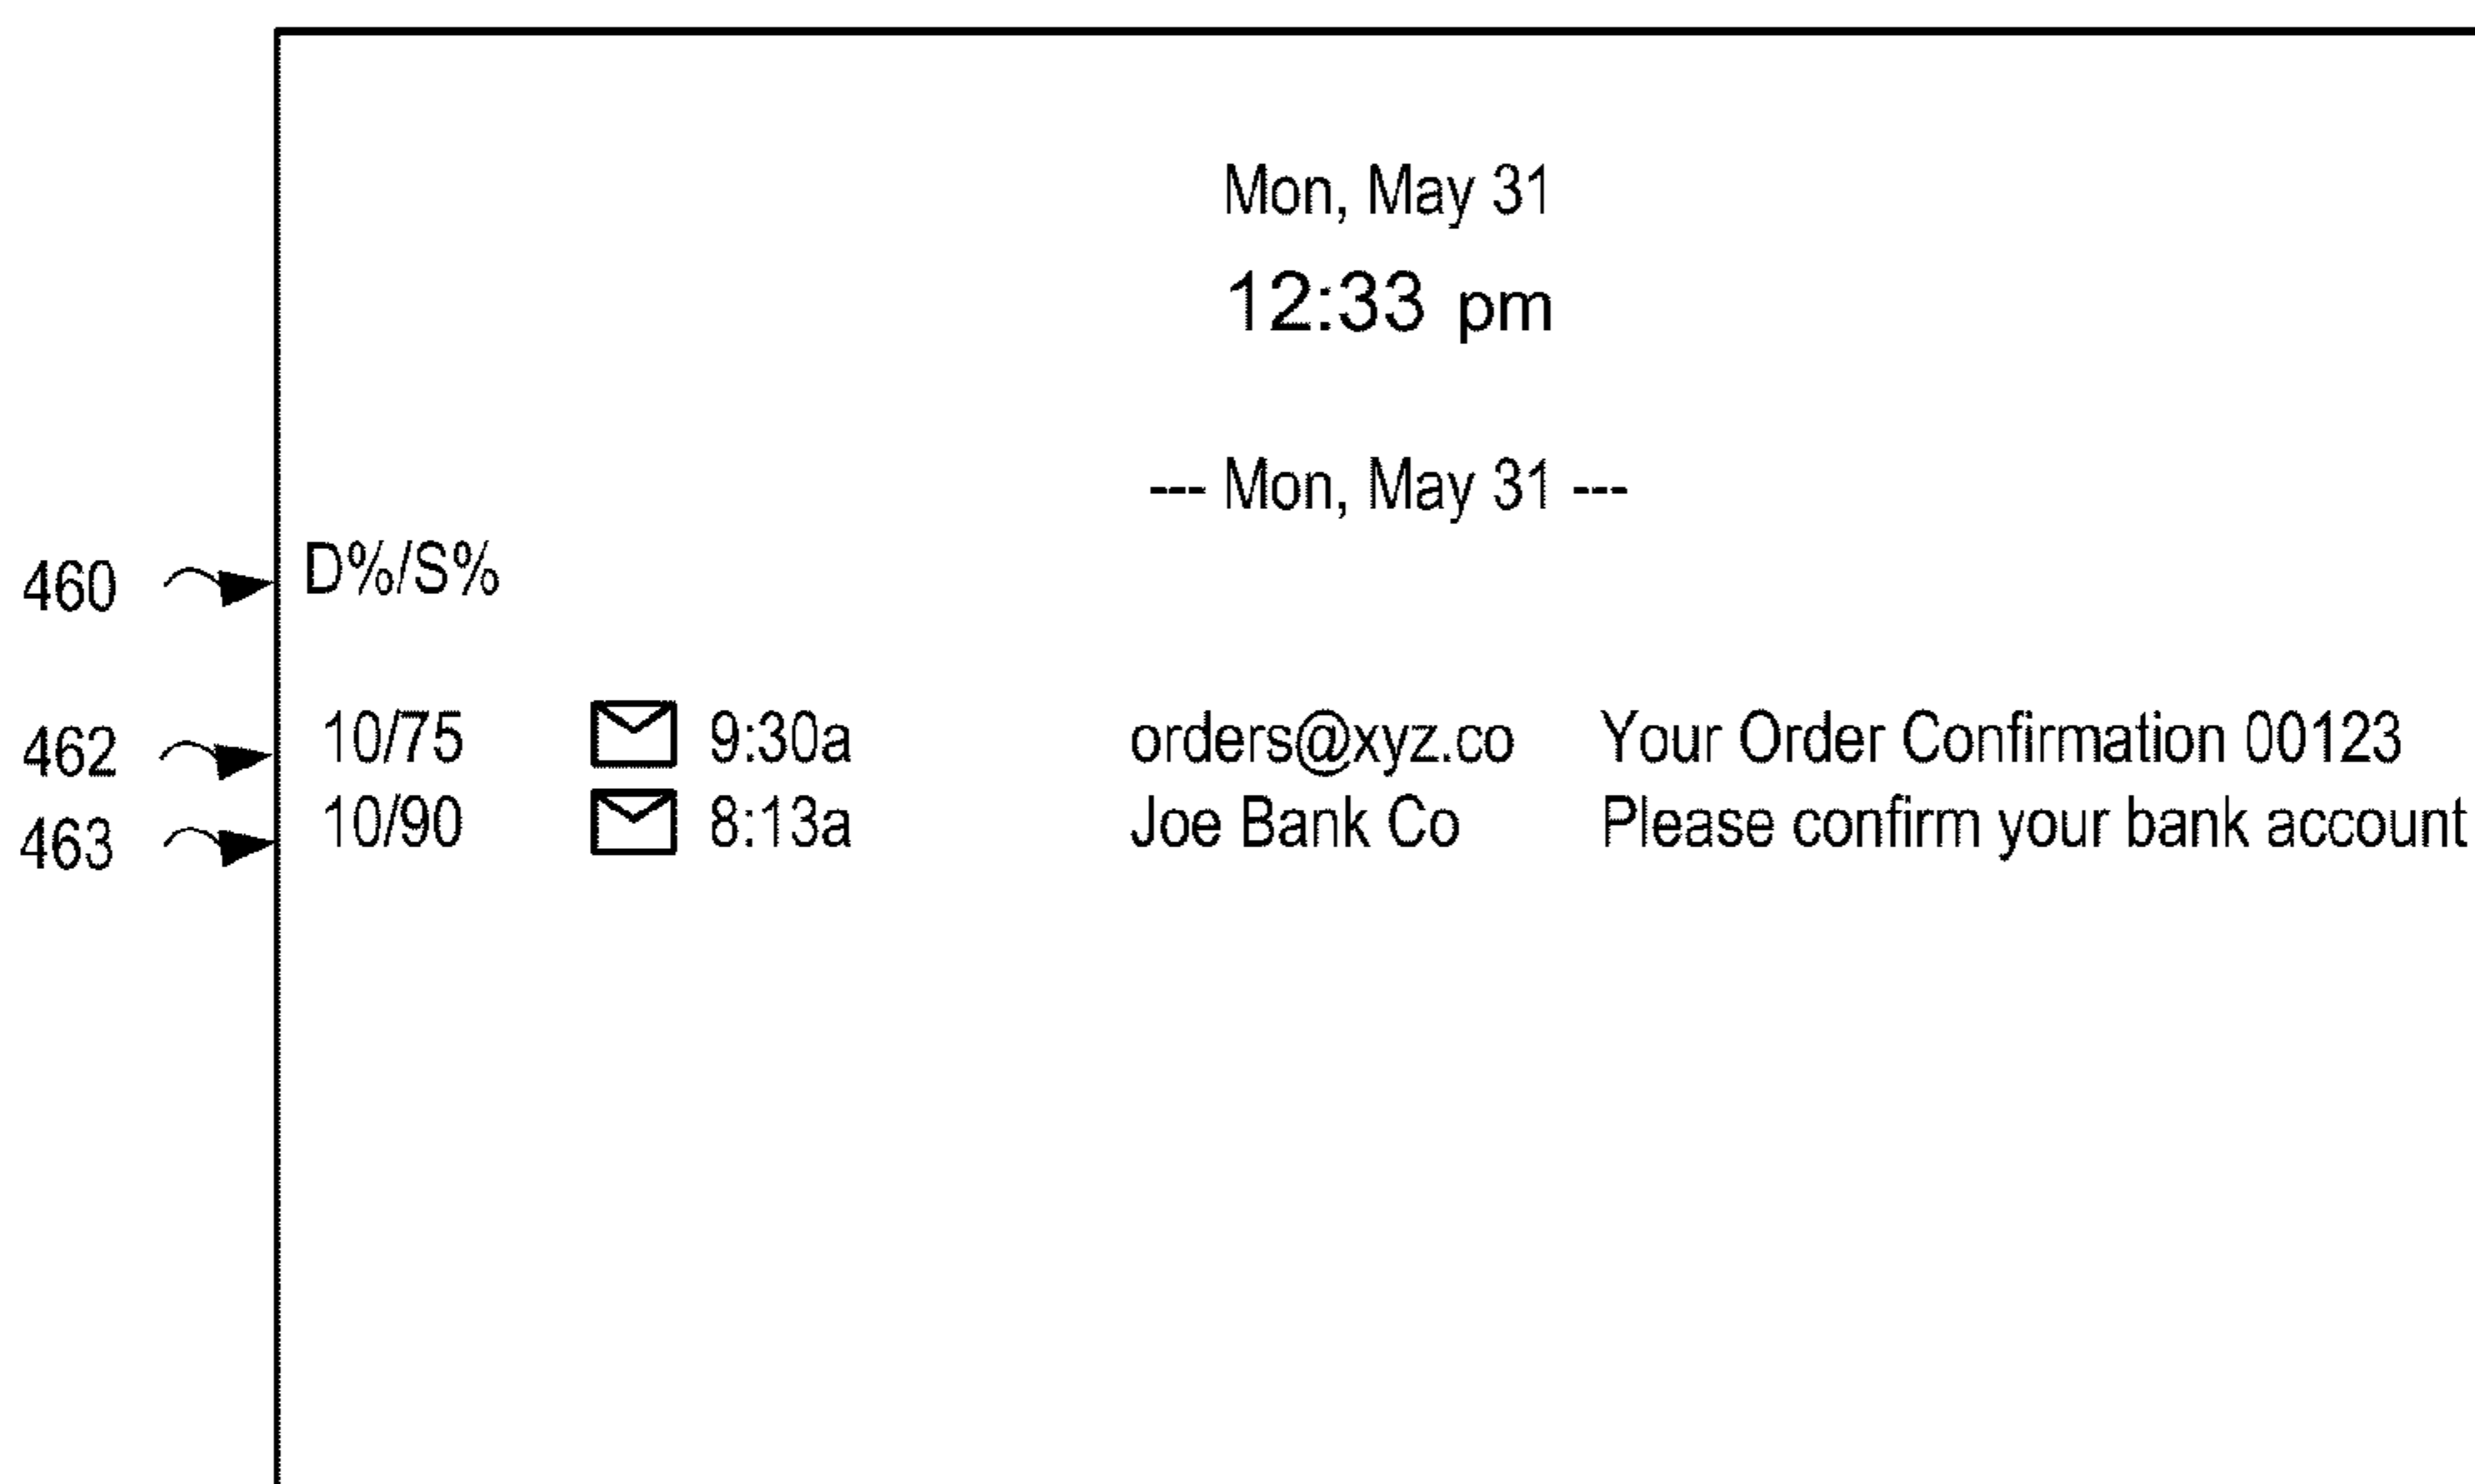 Mon, May 31
12:33 pm
--- Mon, May 31 ---
460 D%/S%
462 10/75 9:30a orders@xyz.co Your Order Confirmation 00123
463 10/90 8:13a Joe Bank Co Please confirm your bank account